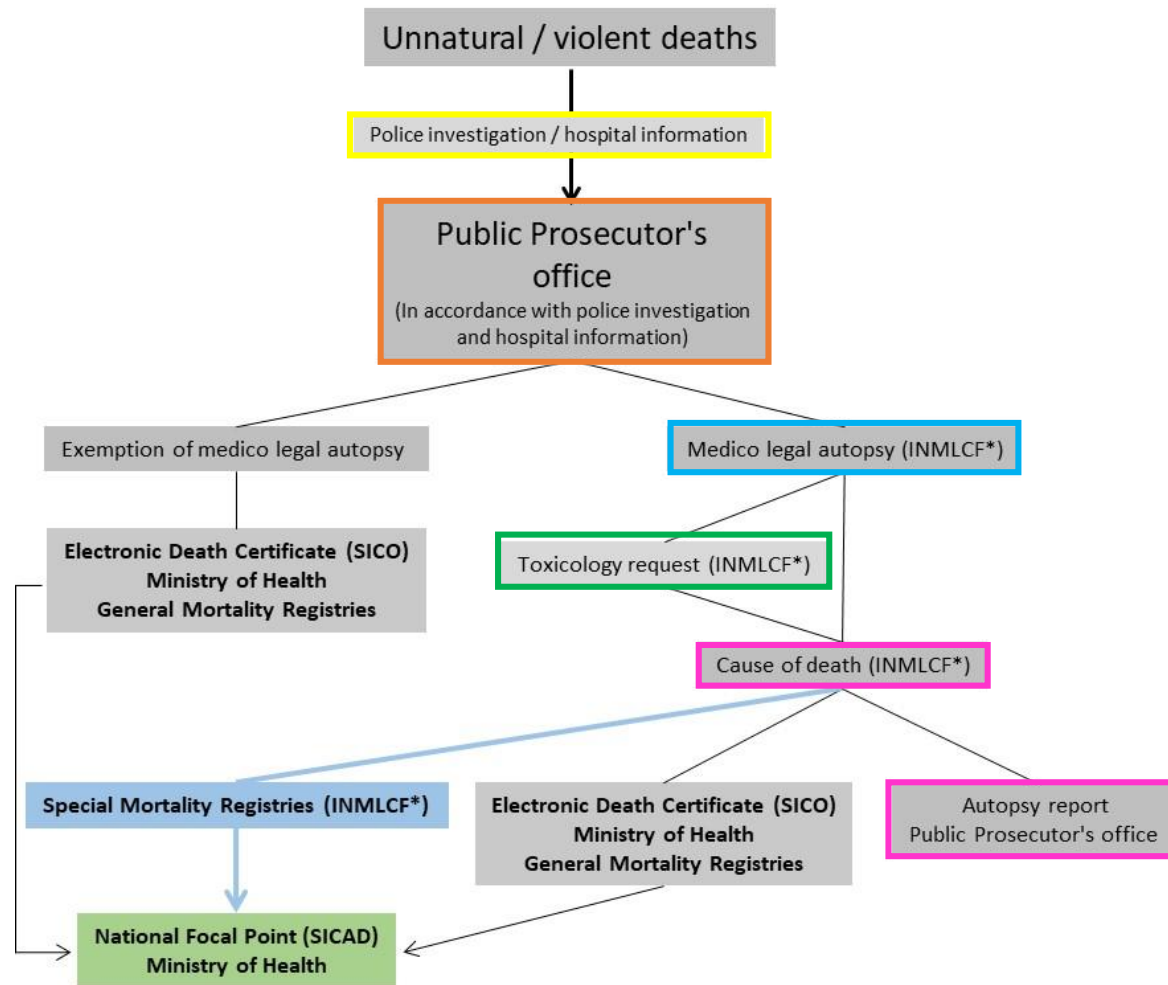 Unnatural / violent deaths
Police investigation / hospital information
Public Prosecutor's
office
(In accordance with police investigation
and hospital information)
Exemption of medico legal autopsy
Medico legal autopsy (INMLCF*)
Electronic Death Certificate (SICO)
Ministry of Health
General Mortality Registries
Toxicology request (INMLCF*)
Cause of death (INMLCF*)
Special Mortality Registries (INMLCF*)
Electronic Death Certificate (SICO)
Ministry of Health
General Mortality Registries
Autopsy report
Public Prosecutor's office
National Focal Point (SICAD)
Ministry of Health